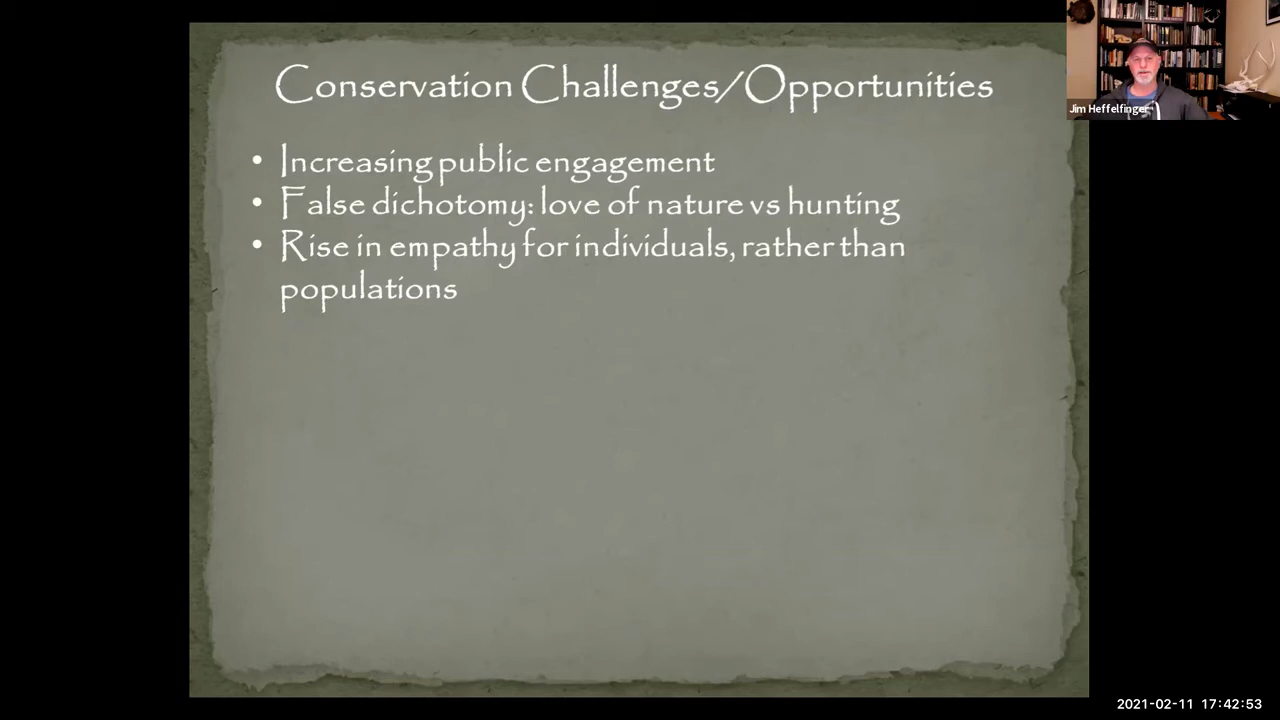 Conservation Challenges/Opportunities
• Increasing public engagement
• False dichotomy: love of nature vs hunting
• Rise in empathy for individuals, rather than
populations
Jim Heffelfinger
2021-02-11 17:42:53